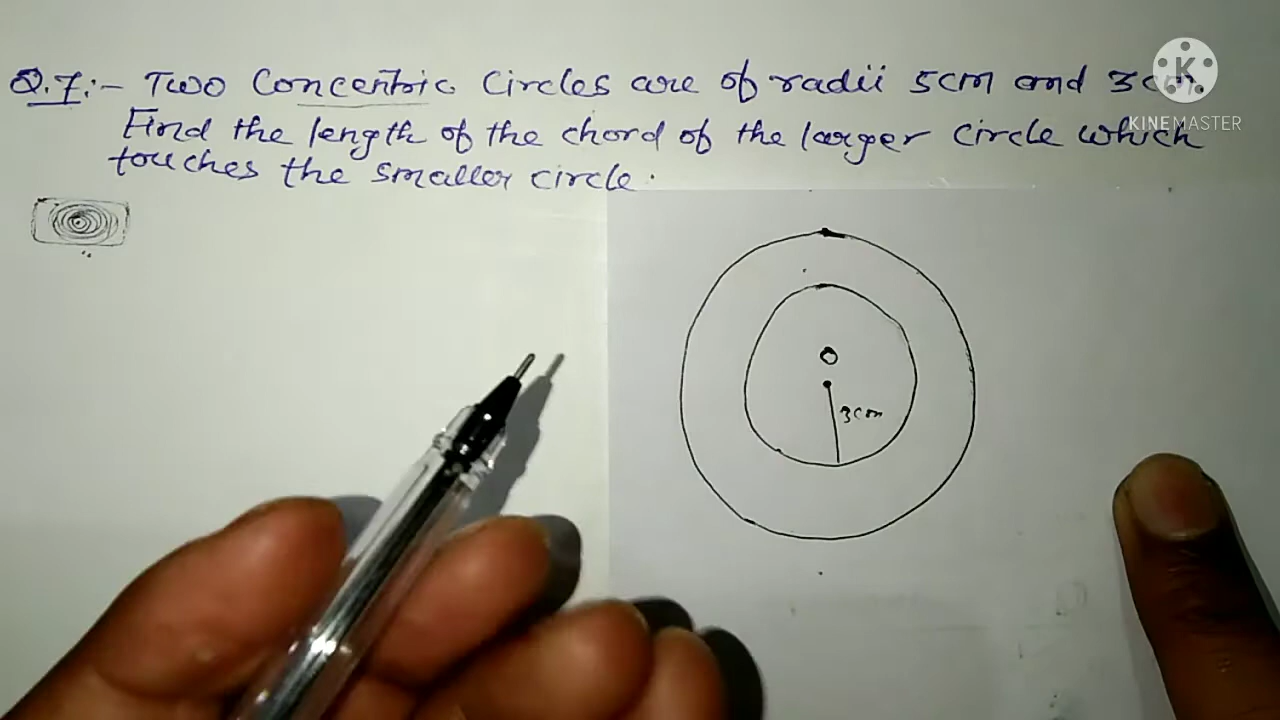 Q.7:- Two Concentric Circles are of radii 5cm and 3cm.
Find the length of the chord of the larger circle which
touches the smaller circle.
O
3cm
K
KINEMASTER